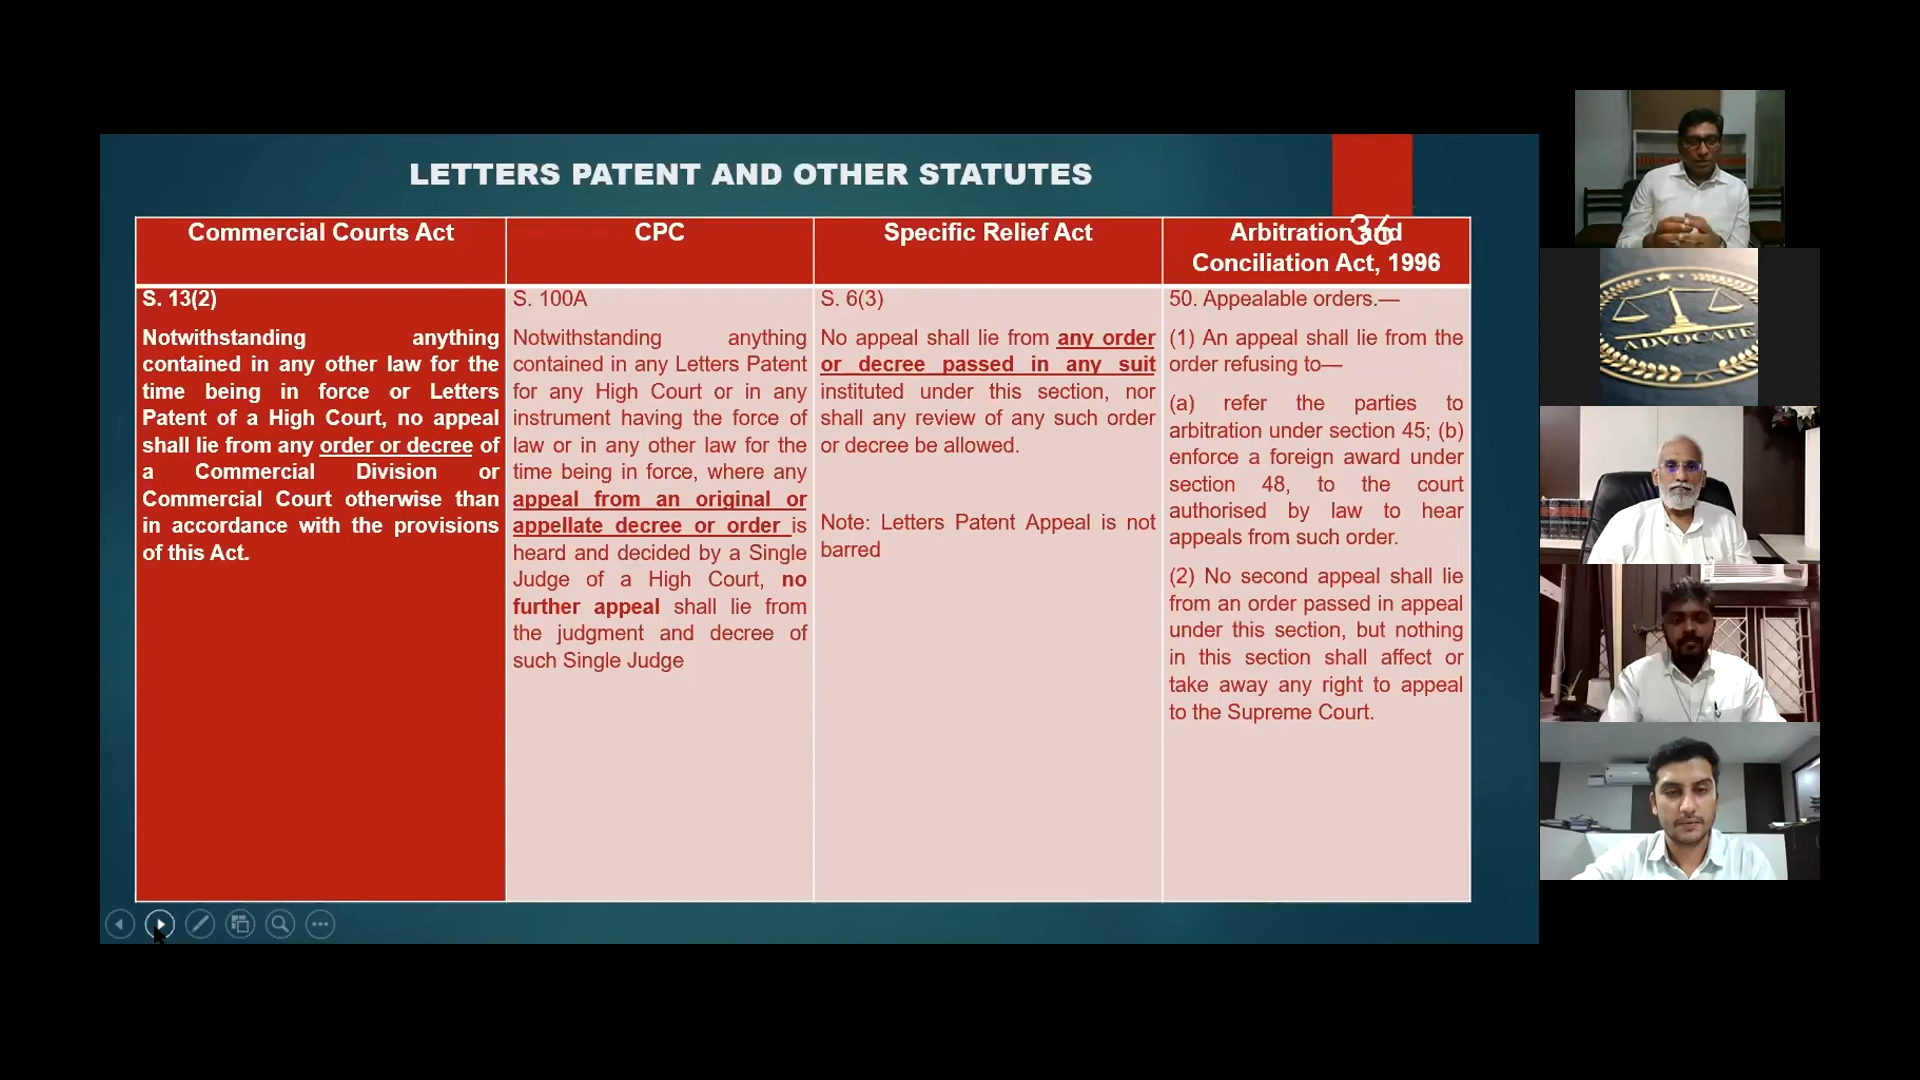 LETTERS PATENT AND OTHER STATUTES
36
Commercial Courts Act
CPC
Specific Relief Act
Arbitration and
Conciliation Act, 1996
S. 13(2)
Notwithstanding anything
contained in any other law for the
time being in force or Letters
Patent of a High Court, no appeal
shall lie from any order or decree of
a Commercial Division or
Commercial Court otherwise than
in accordance with the provisions
of this Act.
S. 100A
Notwithstanding anything
contained in any Letters Patent
for any High Court or in any
instrument having the force of
law or in any other law for the
time being in force, where any
appeal from an original or
appellate decree or order is
heard and decided by a Single
Judge of a High Court, no
further appeal shall lie from
the judgment and decree of
such Single Judge
S. 6(3)
No appeal shall lie from any order
or decree passed in any suit
instituted under this section, nor
shall any review of any such order
or decree be allowed.
Note: Letters Patent Appeal is not
barred
50. Appealable orders.—
(1) An appeal shall lie from the
order refusing to—
(a) refer the parties to
arbitration under section 45; (b)
enforce a foreign award under
section 48, to the court
authorised by law to hear
appeals from such order.
(2) No second appeal shall lie
from an order passed in appeal
under this section, but nothing
in this section shall affect or
take away any right to appeal
to the Supreme Court.
ADVOCATE